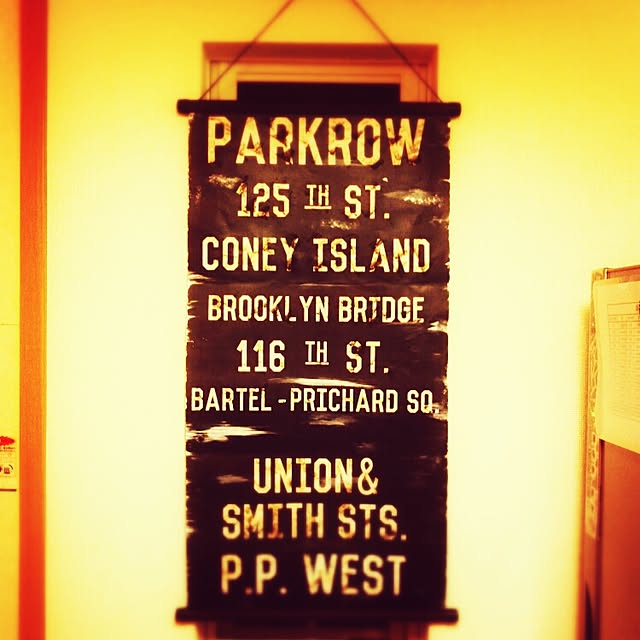 PARKROW
125 TH ST.
CONEY ISLAND
BROOKLYN BRIDGE
116 TH ST.
BARTEL-PRICHARD SQ.
UNION&
SMITH STS.
P.P. WEST